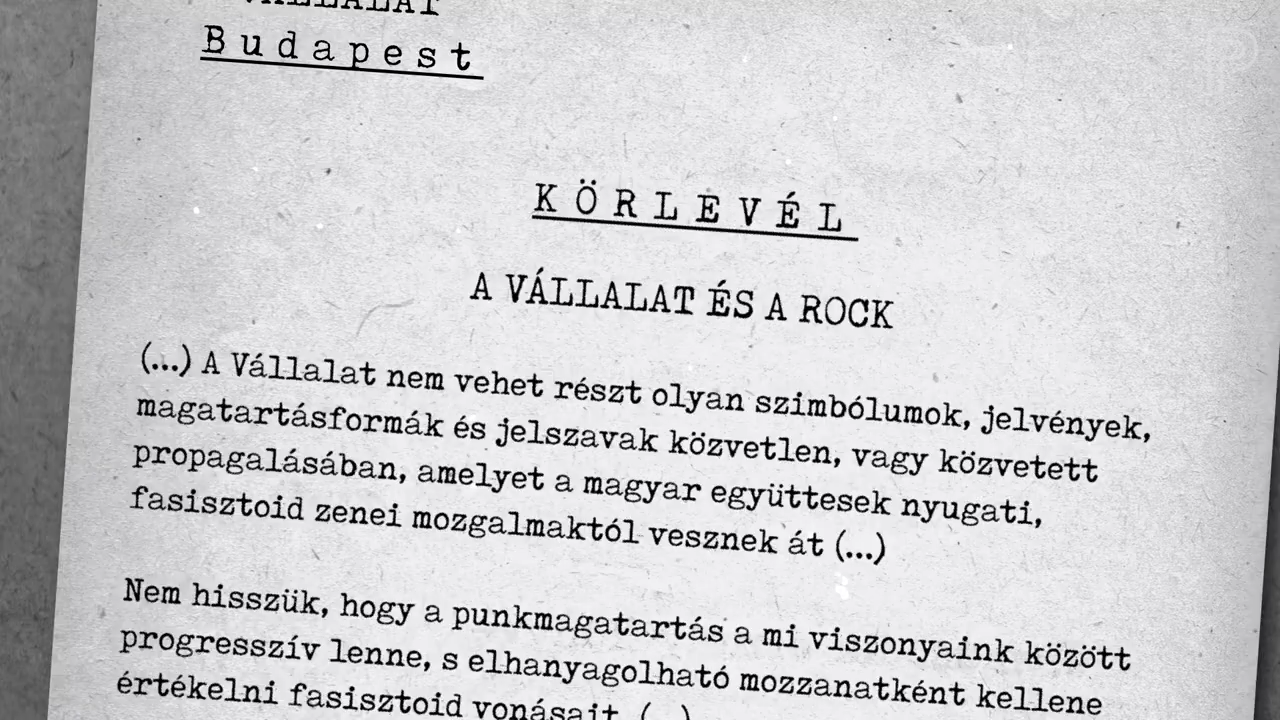 VÁLLALAT
Budapest
KÖRLEVÉL
A VÁLLALAT ÉS A ROCK
(...) A Vállalat nem vehet részt olyan szimbólumok, jelvények,
magatartásformák és jelszavak közvetlen, vagy közvetett
propagalásában, amelyet a magyar együttesek nyugati,
fasisztoid zenei mozgalmaktól vesznek át (...)
Nem hisszük, hogy a punkmagatartás a mi viszonyaink között
progresszív lenne, s elhanyagolható mozzanatként kellene
értékelni fasisztoid vonásait. (...)